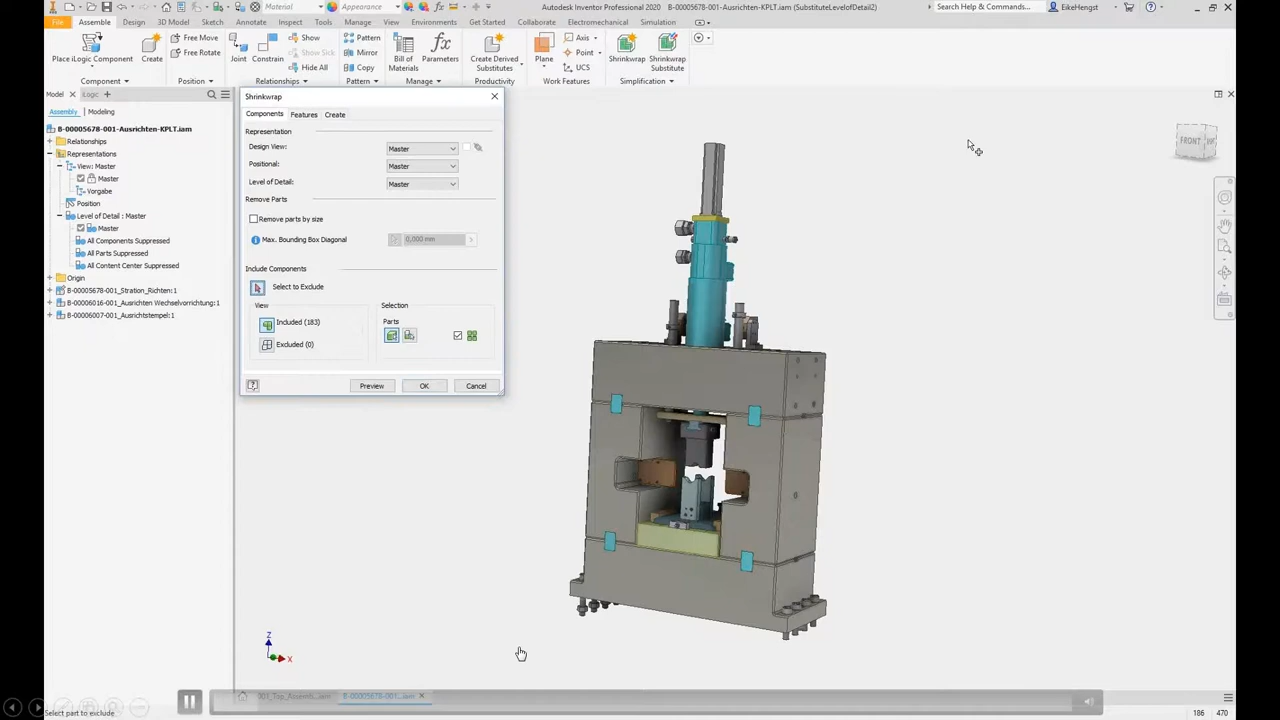 Material
Appearance
Autodesk Inventor Professional 2020
B-00005678-001-Ausrichten-KPLT.iam (SubstituteLevelofDetail2)
Search Help & Commands...
EikeHengst
File
Assemble
Design
3D Model
Sketch
Annotate
Inspect
Tools
Manage
View
Environments
Get Started
Collaborate
Electromechanical
Simulation
Place iLogic Component
Create
Free Move
Free Rotate
Joint
Constrain
Show
Show Sick
Hide All
Pattern
Mirror
Copy
Bill of
Materials
Parameters
Create Derived
Substitutes
Plane
Axis
Point
UCS
Shrinkwrap
Shrinkwrap
Substitute
Component
Position
Relationships
Pattern
Manage
Productivity
Work Features
Simplification
Model
iLogic
Assembly
Modeling
B-00005678-001-Ausrichten-KPLT.iam
Relationships
Representations
View: Master
Master
Vorgabe
Position
Level of Detail : Master
Master
All Components Suppressed
All Parts Suppressed
All Content Center Suppressed
Origin
B-00005678-001_Stration_Richten:1
B-00006016-001_Ausrichten Wechselvorrichtung:1
B-00006007-001_Ausrichtstempel:1
Shrinkwrap
Components
Features
Create
Representation
Design View:
Master
Positional:
Master
Level of Detail:
Master
Remove Parts
Remove parts by size
Max. Bounding Box Diagonal
0,000 mm
Include Components
Select to Exclude
View
Selection
Included (183)
Parts
Excluded (0)
Preview
OK
Cancel
FRONT
Z
X
B-00005678-001...iam
Select part to exclude
186
470